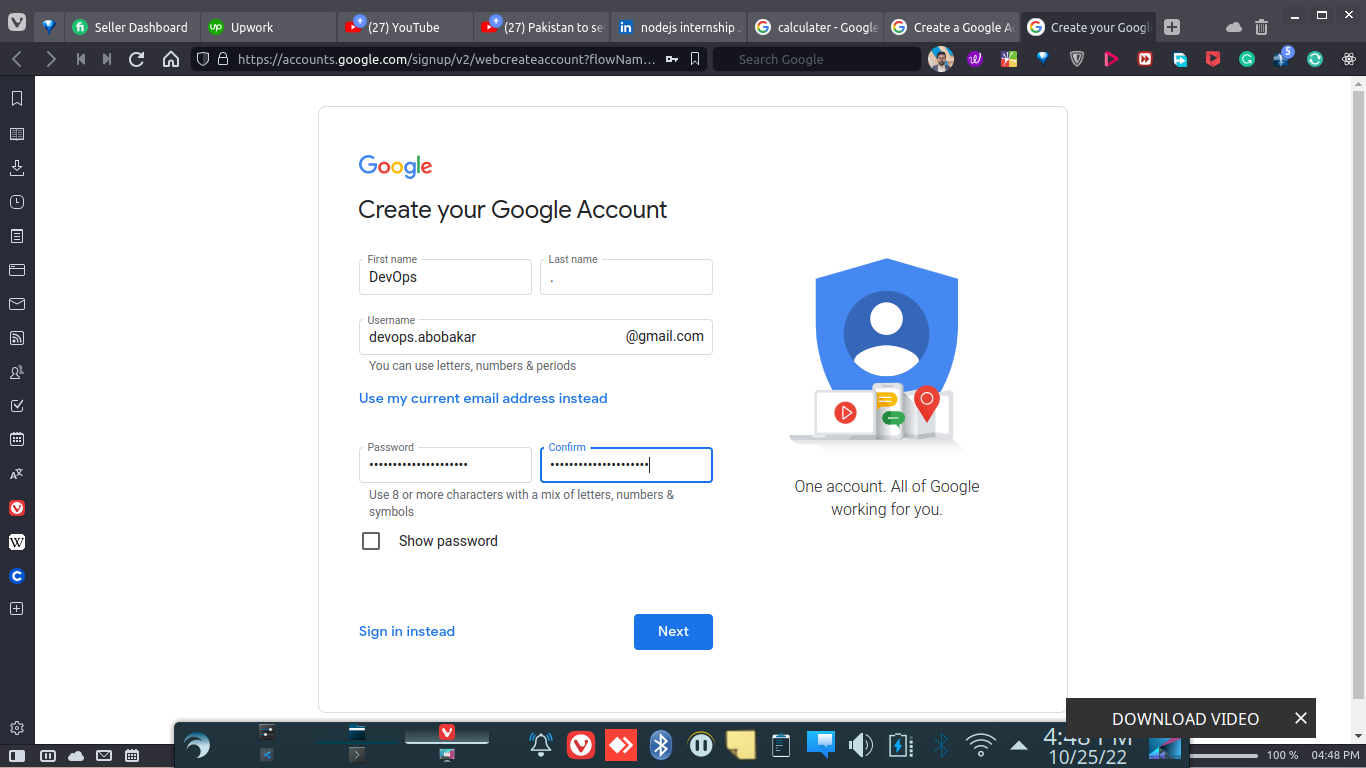 Seller Dashboard
Upwork
(27) YouTube
(27) Pakistan to se
nodejs internship
calculater - Google
Create a Google A
Create your Googl
https://accounts.google.com/signup/v2/webcreateaccount?flowNam...
Search Google
5
Google
Create your Google Account
First name
DevOps
Last name
.
Username
devops.abobakar
@gmail.com
You can use letters, numbers & periods
Use my current email address instead
Password
•••••••••••••••••••••
Confirm
•••••••••••••••••••••
Use 8 or more characters with a mix of letters, numbers &
symbols
Show password
One account. All of Google
working for you.
Sign in instead
Next
DOWNLOAD VIDEO
4:48 PM
10/25/22
100 %
04:48 PM